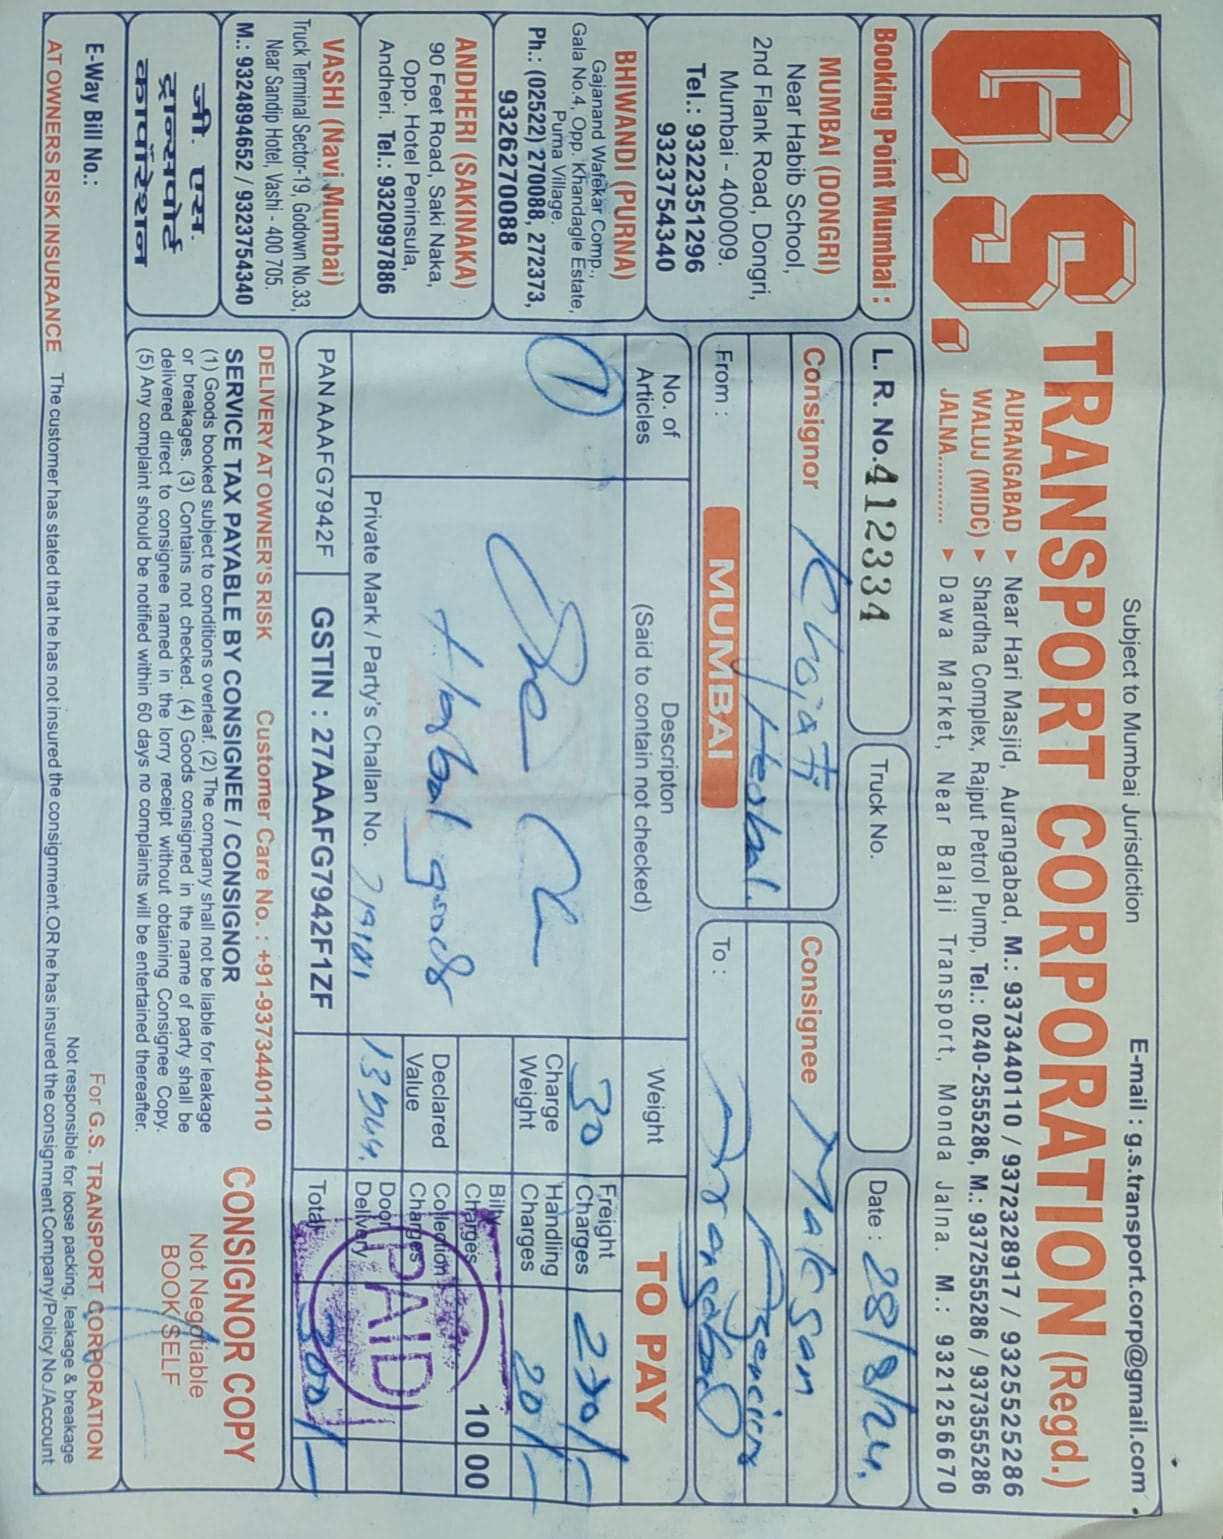 Subject to Mumbai Jurisdiction
E-mail : g.s.transport.corp@gmail.com
G.S. TRANSPORT CORPORATION (Regd.)
AURANGABAD ► Near Hari Masjid, Aurangabad, M.: 9373440110 / 9372328917 / 9325525286
WALUJ (MIDC) ► Shardha Complex, Rajput Petrol Pump, Tel.: 0240-2555286, M.: 9372555286 / 9373555286
JALNA........... ► Dawa Market, Near Balaji Transport, Monda Jalna. M.: 9321256670
Booking Point Mumbai :
MUMBAI (DONGRI)
Near Habib School,
2nd Flank Road, Dongri,
Mumbai - 400009.
Tel.: 9322351296
9323754340
BHIWANDI (PURNA)
Gajanand Wafekar Comp.,
Gala No.4, Opp. Khandagle Estate,
Purna Village.
Ph.: (02522) 270088, 272373,
9326270088
ANDHERI (SAKINAKA)
90 Feet Road, Saki Naka,
Opp. Hotel Peninsula,
Andheri. Tel.: 9320997886
VASHI (Navi Mumbai)
Truck Terminal Sector-19, Godown No.33,
Near Sandip Hotel, Vashi - 400 705.
M.: 9324894652 / 9323754340
जी. एस.
ट्रान्सपोर्ट
कार्पोरेशन
L. R. No. 412334
Truck No.
Date : 28/8/24.
Consignor
Herbal.
Consignee Maksan
Agencies
From : MUMBAI
To : Aurangabad
No. of Articles
Descripton
(Said to contain not checked)
Weight
TO PAY
1
One
Herbal goods
30
Charge Weight
Declared Value
Freight Charges 270/-
Handling Charges 20/-
Bilty Charges 10 00
Collection Charges
Door Delivery
Total 300/-
PAID
Private Mark / Party's Challan No.
PAN AAAFG7942F
GSTIN : 27AAAFG7942F1ZF
DELIVERY AT OWNER'S RISK Customer Care No. : +91-9373440110
SERVICE TAX PAYABLE BY CONSIGNEE / CONSIGNOR
(1) Goods booked subject to conditions overleaf. (2) The company shall not be liable for leakage
or breakages. (3) Contains not checked. (4) Goods consigned in the name of party shall be
delivered direct to consignee named in the lorry receipt without obtaining Consignee Copy.
(5) Any complaint should be notified within 60 days no complaints will be entertained thereafter.
CONSIGNOR COPY
Not Negotiable
BOOK/SELF
E-Way Bill No.:
For G.S. TRANSPORT CORPORATION
Not responsible for loose packing, leakage & breakage
AT OWNERS RISK INSURANCE The customer has stated that he has not insured the consignment.OR he has insured the consignment Company/Policy No./Account